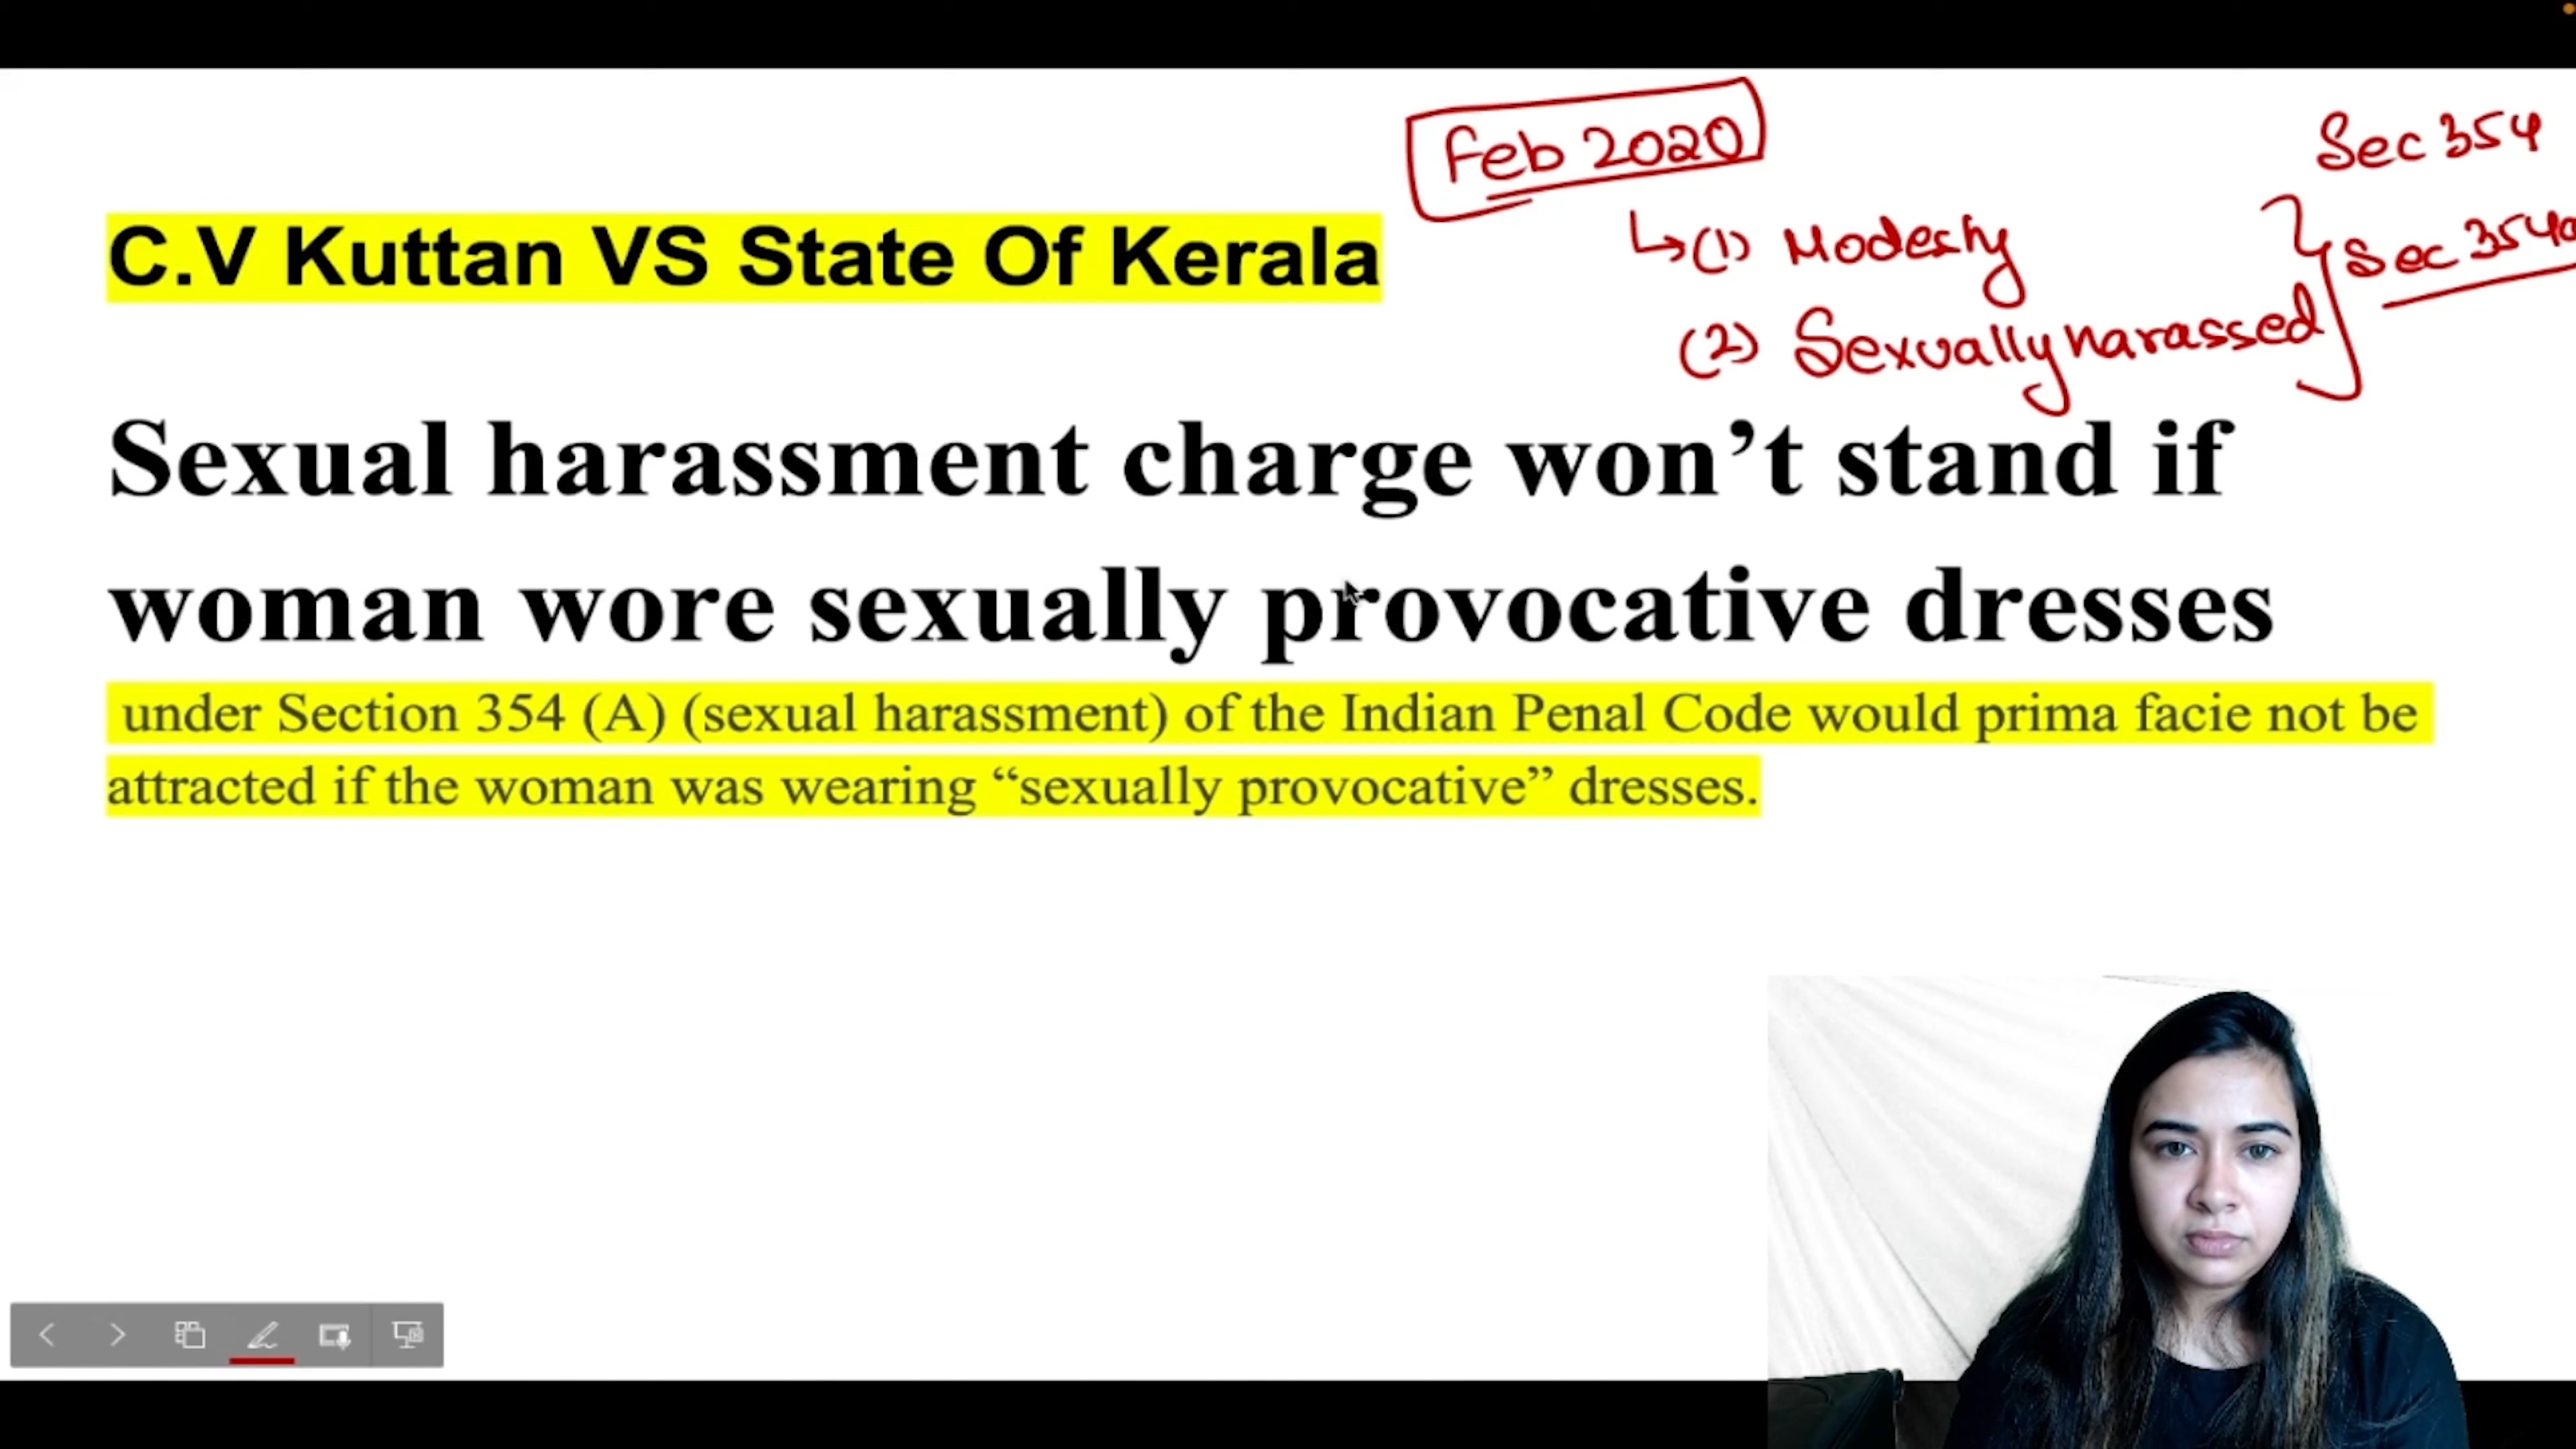 Feb 2020
Sec 354
C.V Kuttan VS State Of Kerala
(1) Modesty
Sec 354a
(2) Sexually harassed
Sexual harassment charge won’t stand if
woman wore sexually provocative dresses
under Section 354 (A) (sexual harassment) of the Indian Penal Code would prima facie not be
attracted if the woman was wearing “sexually provocative” dresses.